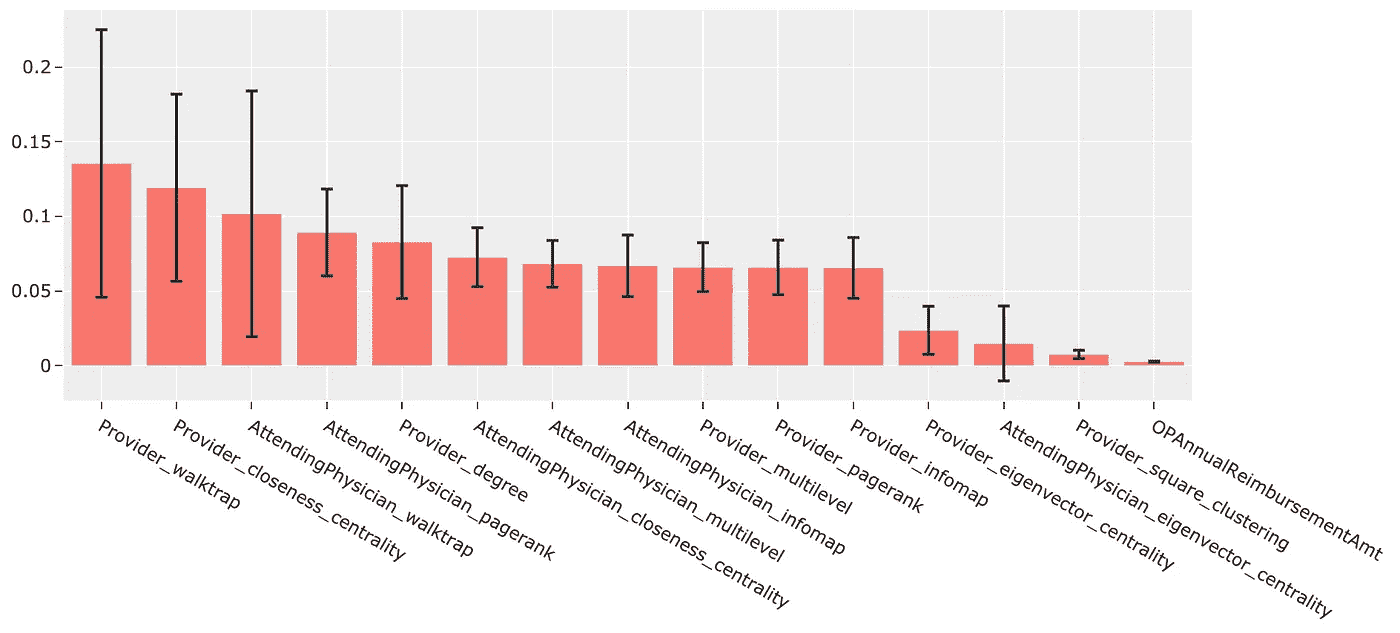 0.2
0.15
0.1
0.05
0
Provider_walktrap
Provider_closeness_centrality
AttendingPhysician_walktrap
AttendingPhysician_pagerank
Provider_degree
AttendingPhysician_closeness_centrality
AttendingPhysician_multilevel
AttendingPhysician_infomap
Provider_multilevel
Provider_pagerank
Provider_infomap
Provider_eigenvector_centrality
AttendingPhysician_eigenvector_centrality
Provider_square_clustering
OPAnnualReimbursementAmt